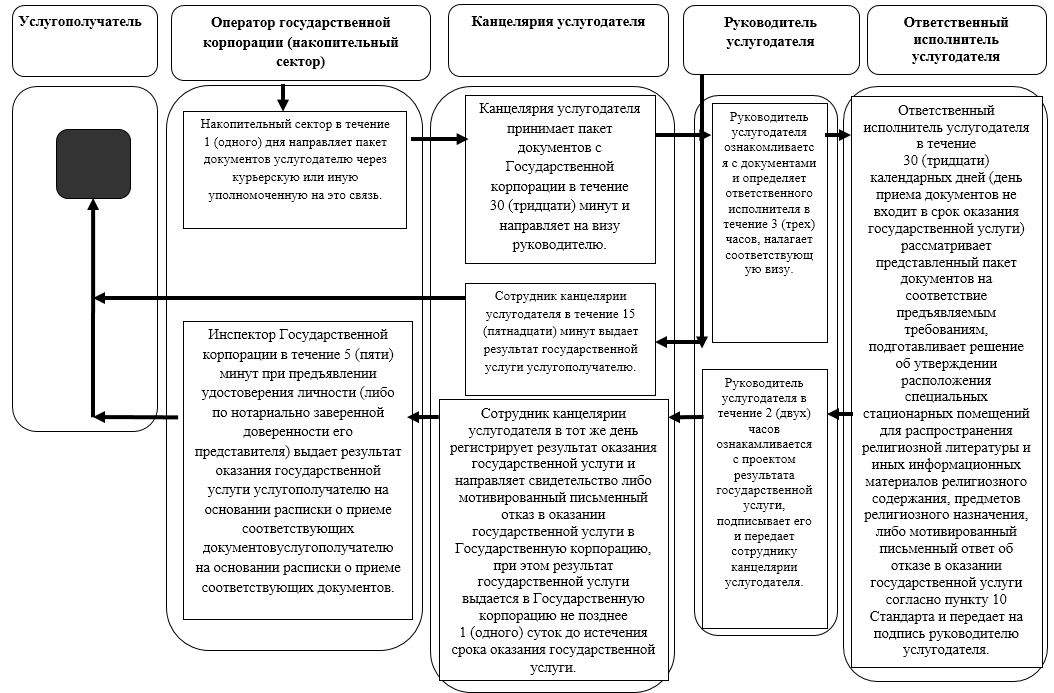 Услугополучатель
Оператор государственной
корпорации (накопительный
сектор)
Канцелярия услугодателя
Руководитель
услугодателя
Ответственный
исполнитель
услугодателя
Накопительный сектор в течение
1 (одного) дня направляет пакет
документов услугодателю через
курьерскую или иную
уполномоченную на это связь.
Канцелярия услугодателя
принимает пакет
документов с
Государственной
корпорации в течение
30 (тридцати) минут и
направляет на визу
руководителю.
Руководитель
услугодателя
ознакомливаетс
я с документами
и определяет
ответственного
исполнителя в
течение 3 (трех)
часов, налагает
соответствующ
ую визу.
Ответственный
исполнитель услугодателя
в течение
30 (тридцати)
календарных дней (день
приема документов не
входит в срок оказания
государственной услуги)
рассматривает
представленный пакет
документов на
соответствие
предъявляемым
требованиям,
подготавливает решение
об утверждении
расположения
специальных
стационарных помещений
для распространения
религиозной литературы и
иных информационных
материалов религиозного
содержания, предметов
религиозного назначения,
либо мотивированный
письменный ответ об
отказе в оказании
государственной услуги
согласно пункту 10
Стандарта и передает на
подпись руководителю
услугодателя.
Сотрудник канцелярии
услугодателя в течение 15
(пятнадцати) минут выдает
результат государственной
услуги услугополучателю.
Инспектор Государственной
корпорации в течение 5 (пяти)
минут при предъявлении
удостоверения личности (либо
по нотариально заверенной
доверенности его
представителя) выдает результат
оказания государственной
услуги услугополучателю на
основании расписки о приеме
соответствующих
документовуслугополучателю
на основании расписки о приеме
соответствующих документов.
Сотрудник канцелярии
услугодателя в тот же день
регистрирует результат оказания
государственной услуги и
направляет свидетельство либо
мотивированный письменный
отказ в оказании
государственной услуги в
Государственную корпорацию,
при этом результат
государственной услуги
выдается в Государственную
корпорацию не позднее
1 (одного) суток до истечения
срока оказания государственной
услуги.
Руководитель
услугодателя в
течение 2 (двух)
часов
ознакамливается
с проектом
результата
государственной
услуги,
подписывает его
и передает
сотруднику
канцелярии
услугодателя.